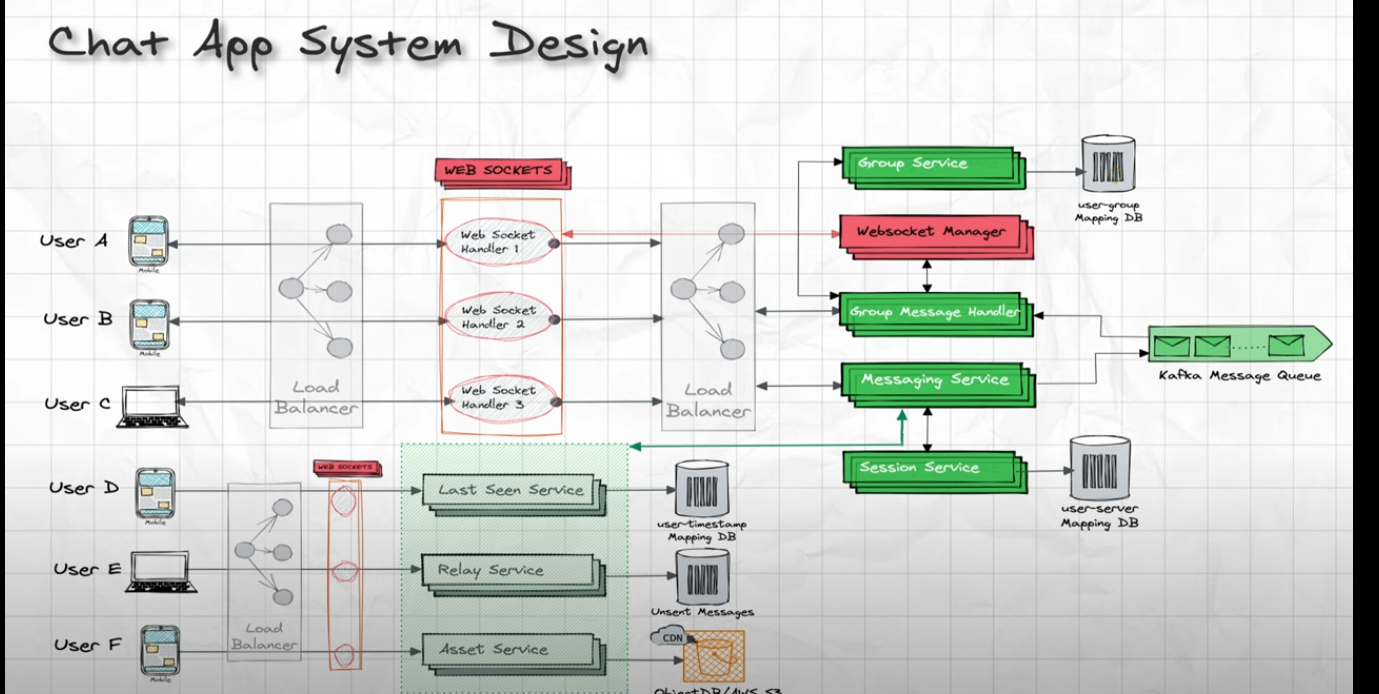 Chat App System Design
WEB SOCKETS
Group Service
user-group
Mapping DB
User A
Mobile
Web Socket
Handler 1
Websocket Manager
User B
Mobile
Web Socket
Handler 2
Group Message Handler
Kafka Message Queue
User C
Load
Balancer
Web Socket
Handler 3
Load
Balancer
Messaging Service
WEB SOCKETS
Session Service
user-server
Mapping DB
User D
Mobile
Last Seen Service
user-timestamp
Mapping DB
User E
Relay Service
Unsent Messages
User F
Mobile
Load
Balancer
Asset Service
CDN
ObjectDB/AWS S3